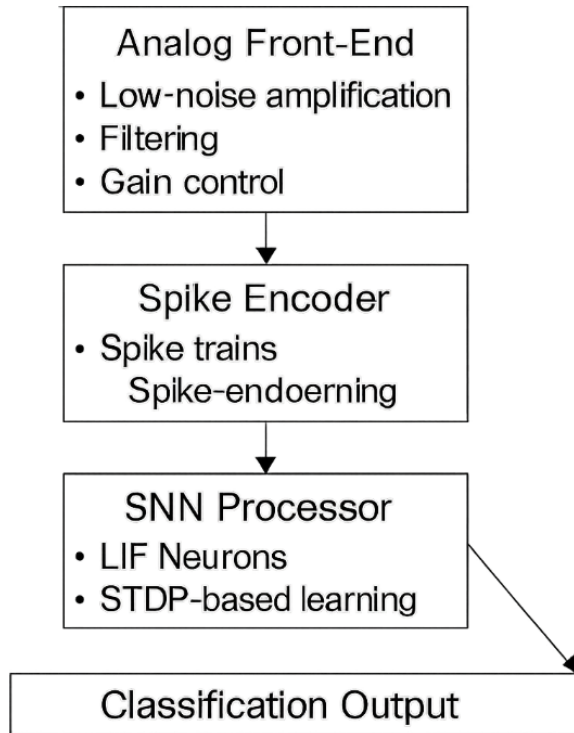 Analog Front-End
• Low-noise amplification
• Filtering
• Gain control
Spike Encoder
• Spike trains
Spike-endoerning
SNN Processor
• LIF Neurons
• STDP-based learning
Classification Output